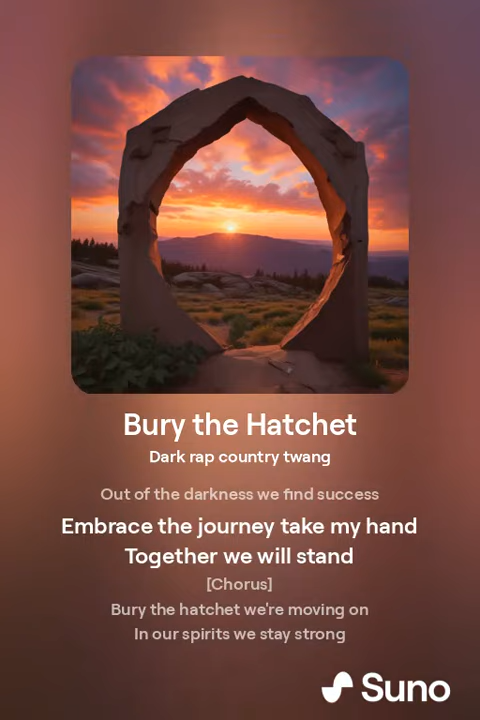 Bury the Hatchet
Dark rap country twang
Out of the darkness we find success
Embrace the journey take my hand
Together we will stand
[Chorus]
Bury the hatchet we're moving on
In our spirits we stay strong
Suno